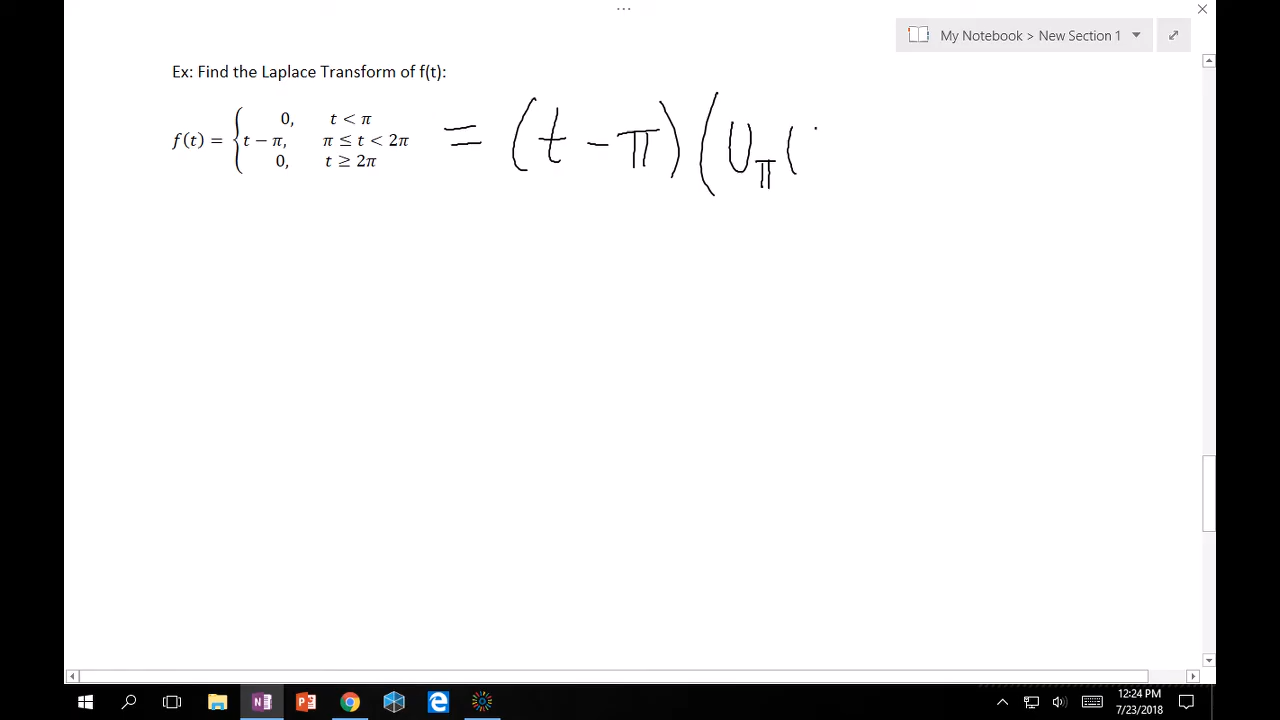 ...
My Notebook > New Section 1
Ex: Find the Laplace Transform of f(t):
f(t) = { 0, t < π
t − π, π ≤ t < 2π
0, t ≥ 2π
= (t − π) (U_π(
12:24 PM
7/23/2018